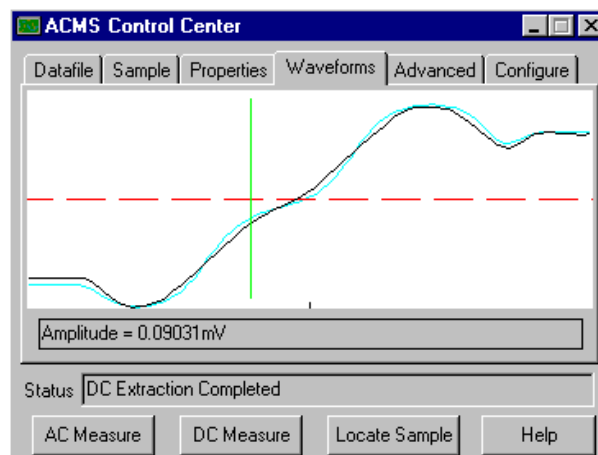 ACMS Control Center
Datafile Sample Properties Waveforms Advanced Configure
Amplitude = 0.09031mV
Status DC Extraction Completed
AC Measure DC Measure Locate Sample Help